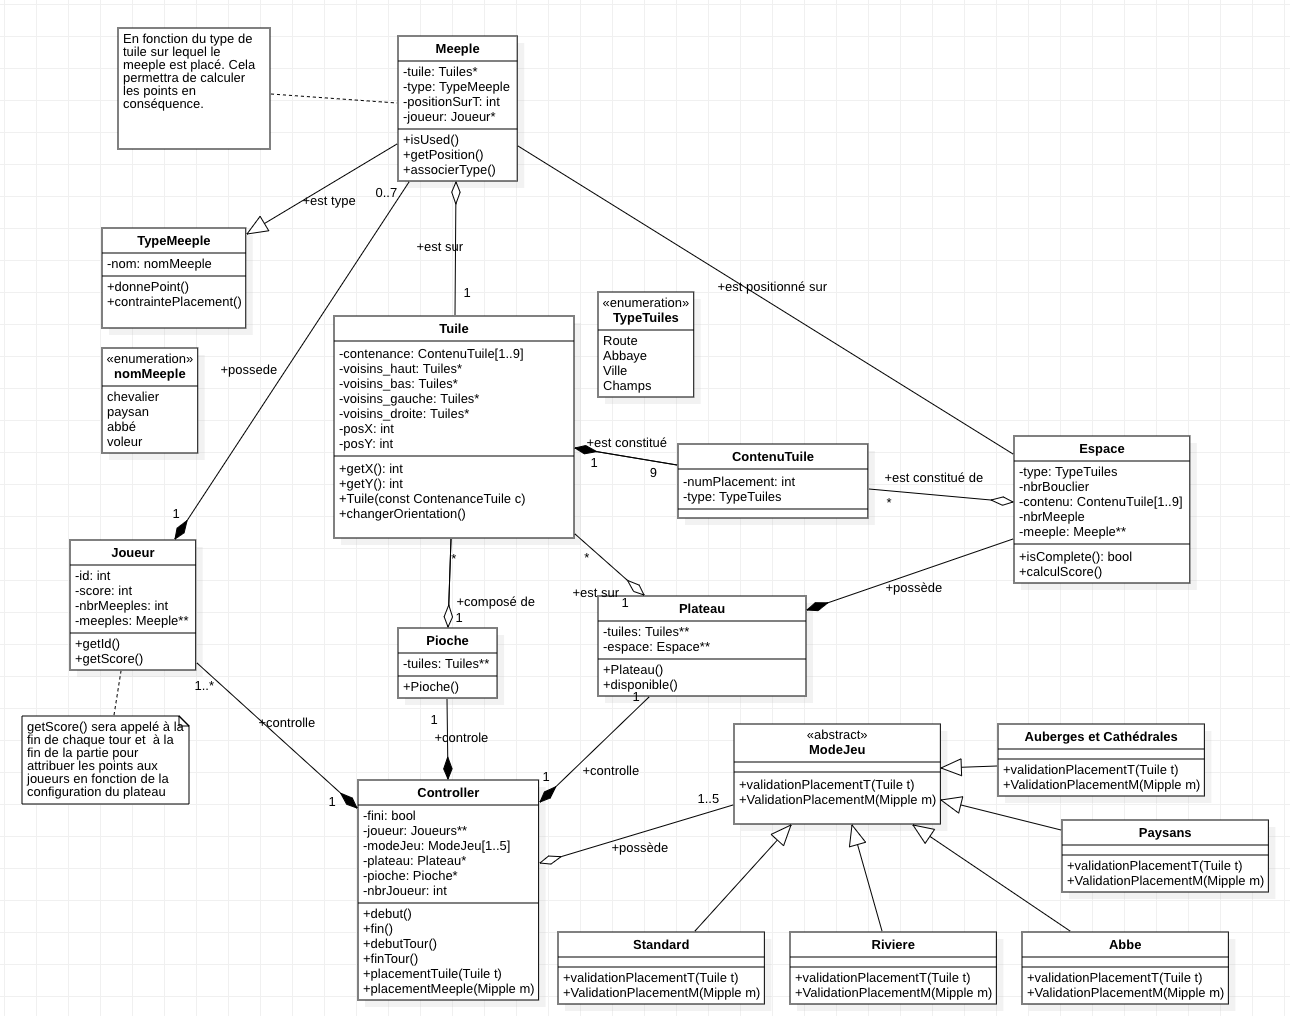 En fonction du type de
tuile sur lequel le
meeple est placé. Cela
permettra de calculer
les points en
conséquence.
Meeple
-tuile: Tuiles*
-type: TypeMeeple
-positionSurT: int
-joueur: Joueur*
+isUsed()
+getPosition()
+associerType()
+est type
0..7
+est sur
1
+est positionné sur
TypeMeeple
-nom: nomMeeple
+donnePoint()
+contraintePlacement()
«enumeration»
nomMeeple
chevalier
paysan
abbé
voleur
+possede
1
Tuile
-contenance: ContenuTuile[1..9]
-voisins_haut: Tuiles*
-voisins_bas: Tuiles*
-voisins_gauche: Tuiles*
-voisins_droite: Tuiles*
-posX: int
-posY: int
+getX(): int
+getY(): int
+Tuile(const ContenanceTuile c)
+changerOrientation()
«enumeration»
TypeTuiles
Route
Abbaye
Ville
Champs
+est constitué
1
9
ContenuTuile
-numPlacement: int
-type: TypeTuiles
+est constitué de
*
Espace
-type: TypeTuiles
-nbrBouclier
-contenu: ContenuTuile[1..9]
-nbrMeeple
-meeple: Meeple**
+isComplete(): bool
+calculScore()
+possède
Joueur
-id: int
-score: int
-nbrMeeples: int
-meeples: Meeple**
+getId()
+getScore()
1..*
+controlle
1
getScore() sera appelé à la
fin de chaque tour et  à la
fin de la partie pour
attribuer les points aux
joueurs en fonction de la
configuration du plateau
*
+composé de
1
Pioche
-tuiles: Tuiles**
+Pioche()
1
+controle
*
+est sur
1
Plateau
-tuiles: Tuiles**
-espace: Espace**
+Plateau()
+disponible()
1
+controlle
1
Controller
-fini: bool
-joueur: Joueurs**
-modeJeu: ModeJeu[1..5]
-plateau: Plateau*
-pioche: Pioche*
-nbrJoueur: int
+debut()
+fin()
+debutTour()
+finTour()
+placementTuile(Tuile t)
+placementMeeple(Mipple m)
1..5
+possède
«abstract»
ModeJeu
+validationPlacementT(Tuile t)
+ValidationPlacementM(Mipple m)
Auberges et Cathédrales
+validationPlacementT(Tuile t)
+ValidationPlacementM(Mipple m)
Paysans
+validationPlacementT(Tuile t)
+ValidationPlacementM(Mipple m)
Standard
+validationPlacementT(Tuile t)
+ValidationPlacementM(Mipple m)
Riviere
+validationPlacementT(Tuile t)
+ValidationPlacementM(Mipple m)
Abbe
+validationPlacementT(Tuile t)
+ValidationPlacementM(Mipple m)